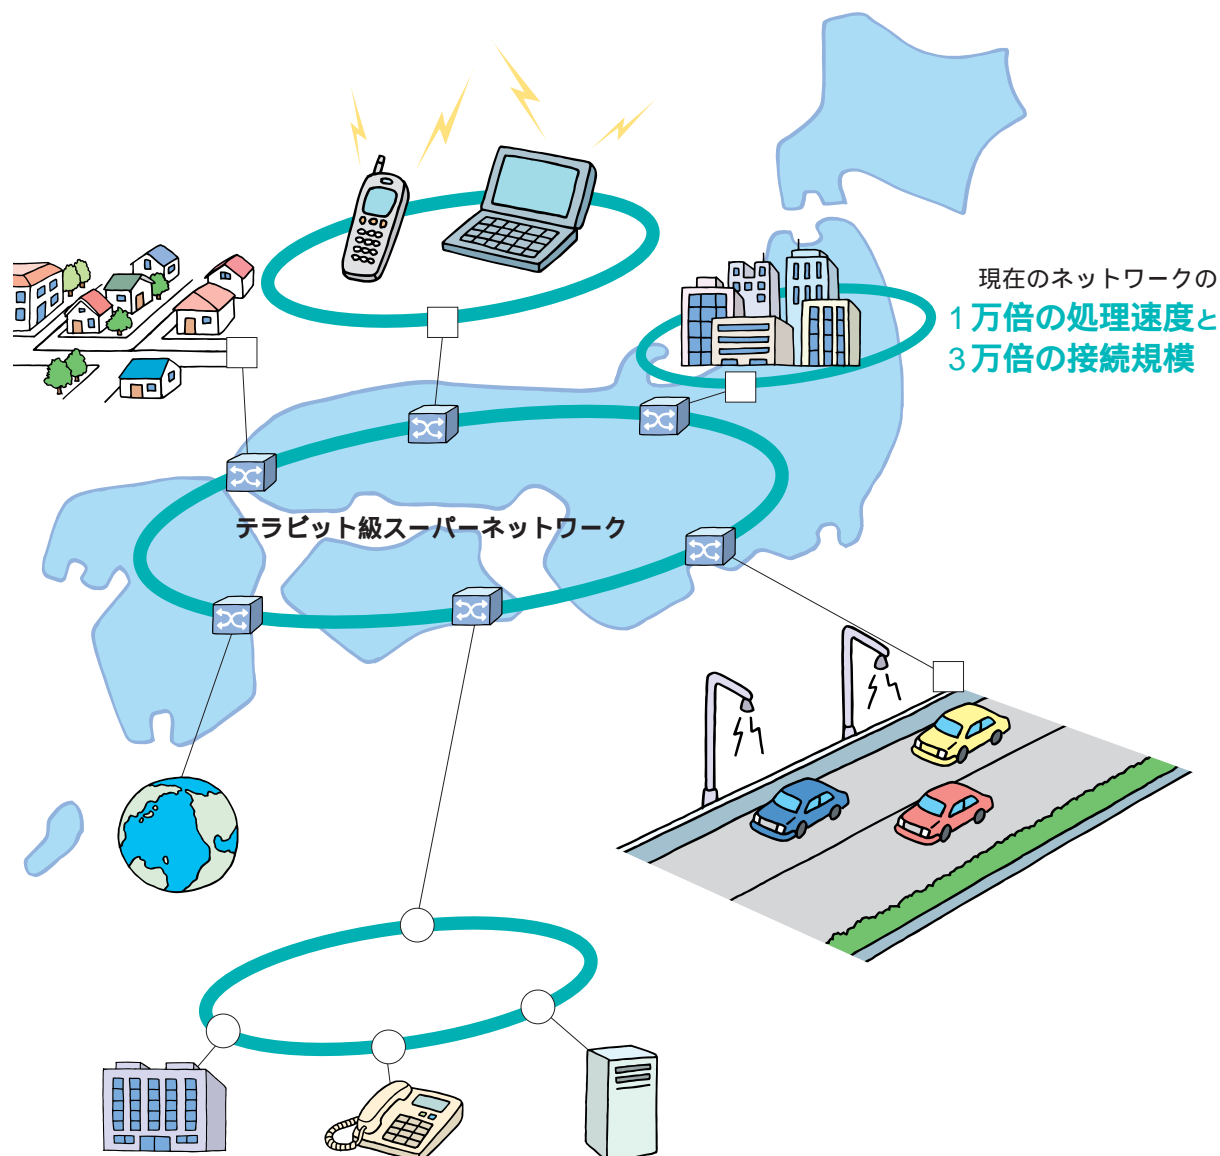 現在のネットワークの
1万倍の処理速度と
3万倍の接続規模
テラビット級スーパーネットワーク